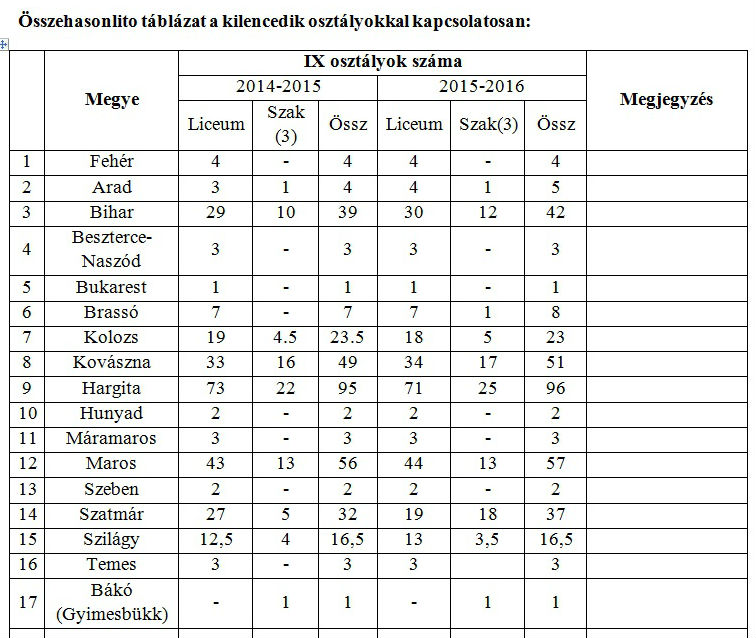 Összehasonlito táblázat a kilencedik osztályokkal kapcsolatosan:
Megye IX osztályok száma Megjegyzés
2014-2015 2015-2016
Liceum Szak (3) Össz Liceum Szak(3) Össz
1 Fehér 4 - 4 4 - 4
2 Arad 3 1 4 4 1 5
3 Bihar 29 10 39 30 12 42
4 Beszterce-Naszód 3 - 3 3 - 3
5 Bukarest 1 - 1 1 - 1
6 Brassó 7 - 7 7 1 8
7 Kolozs 19 4.5 23.5 18 5 23
8 Kovászna 33 16 49 34 17 51
9 Hargita 73 22 95 71 25 96
10 Hunyad 2 - 2 2 - 2
11 Máramaros 3 - 3 3 - 3
12 Maros 43 13 56 44 13 57
13 Szeben 2 - 2 2 - 2
14 Szatmár 27 5 32 19 18 37
15 Szilágy 12,5 4 16,5 13 3,5 16,5
16 Temes 3 - 3 3 3
17 Bákó (Gyimesbükk) - 1 1 - 1 1